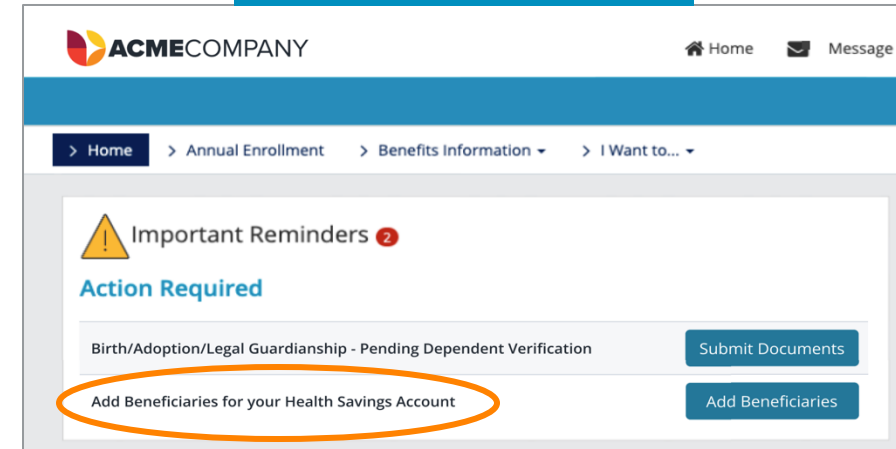 ACMECOMPANY Home Message
> Home > Annual Enrollment > Benefits Information > I Want to...
Important Reminders 2
Action Required
Birth/Adoption/Legal Guardianship - Pending Dependent Verification Submit Documents
Add Beneficiaries for your Health Savings Account Add Beneficiaries